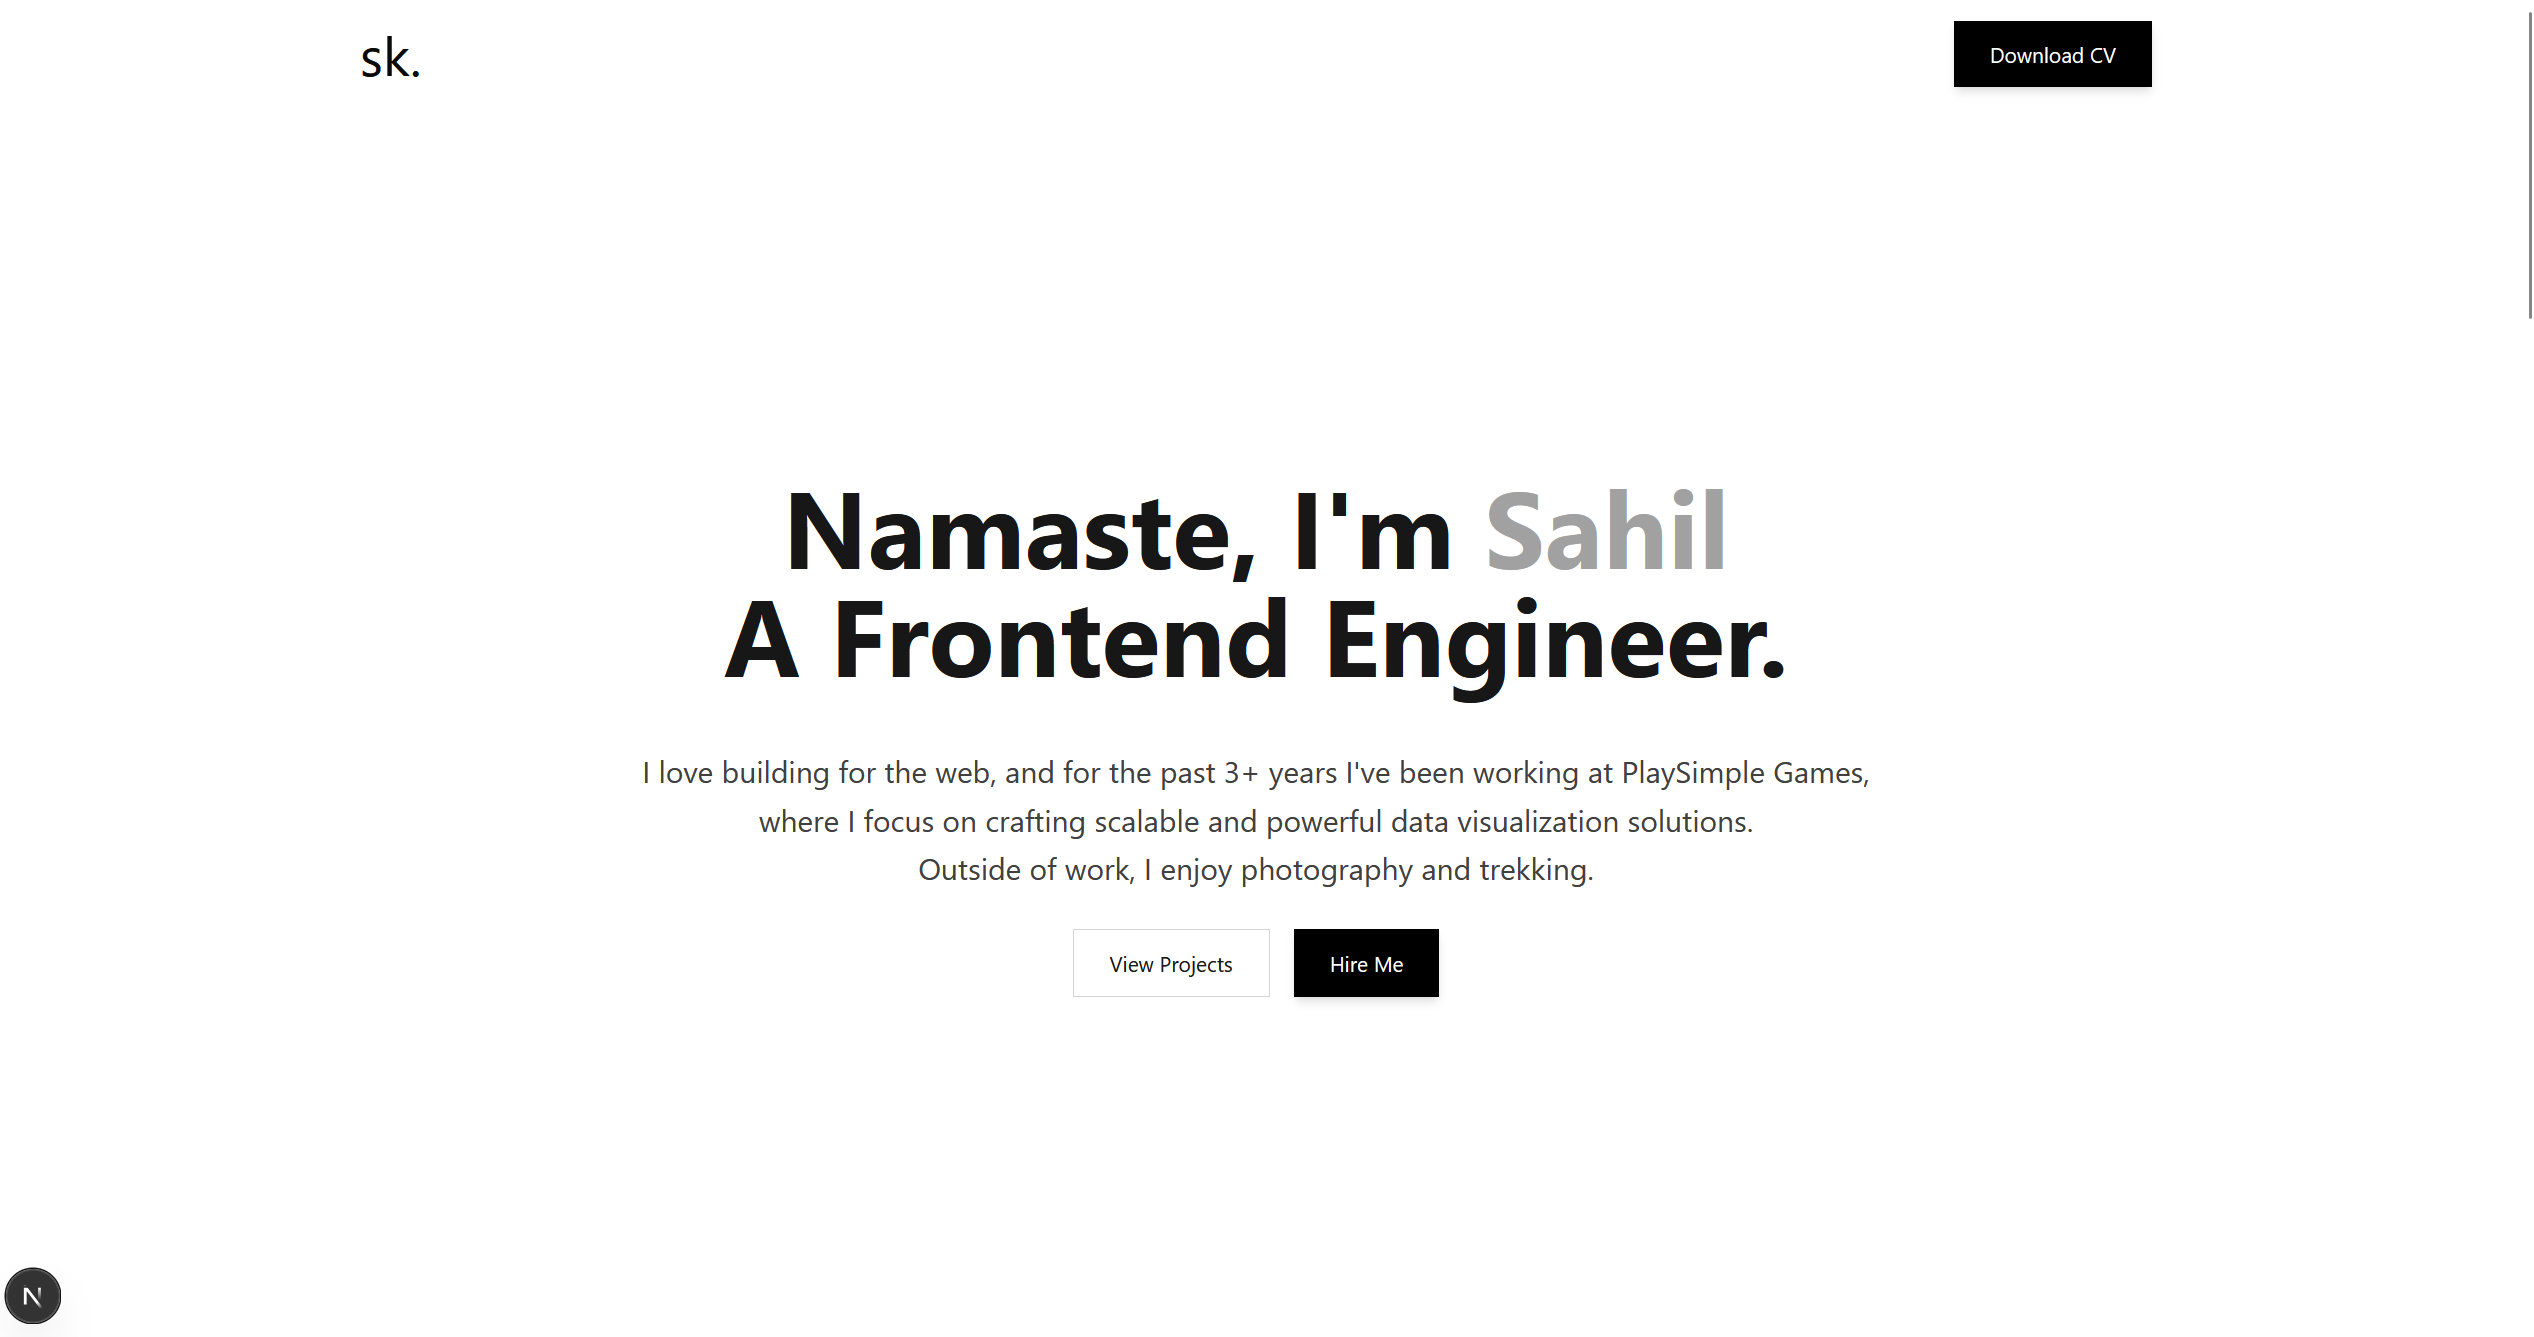 sk.
Download CV
Namaste, I'm Sahil
A Frontend Engineer.
I love building for the web, and for the past 3+ years I've been working at PlaySimple Games,
where I focus on crafting scalable and powerful data visualization solutions.
Outside of work, I enjoy photography and trekking.
View Projects
Hire Me
N